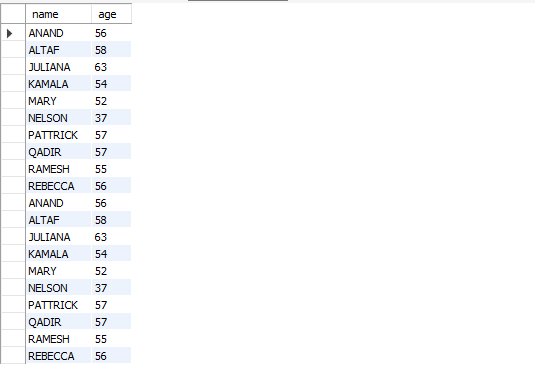 name age
ANAND 56
ALTAF 58
JULIANA 63
KAMALA 54
MARY 52
NELSON 37
PATTRICK 57
QADIR 57
RAMESH 55
REBECCA 56
ANAND 56
ALTAF 58
JULIANA 63
KAMALA 54
MARY 52
NELSON 37
PATTRICK 57
QADIR 57
RAMESH 55
REBECCA 56